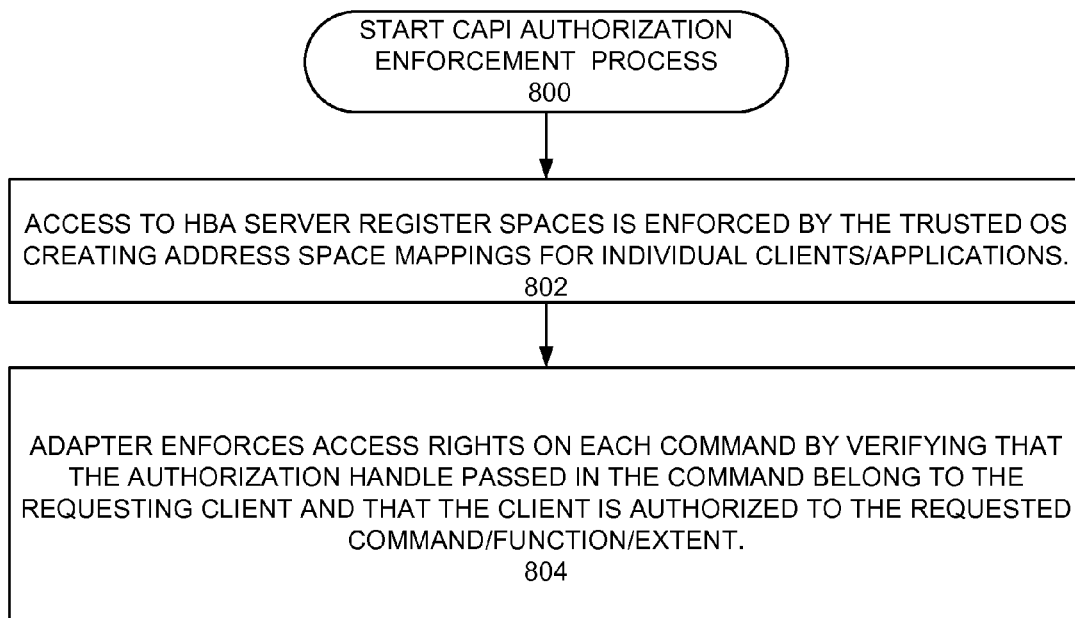 START CAPI AUTHORIZATION
ENFORCEMENT PROCESS
800
ACCESS TO HBA SERVER REGISTER SPACES IS ENFORCED BY THE TRUSTED OS
CREATING ADDRESS SPACE MAPPINGS FOR INDIVIDUAL CLIENTS/APPLICATIONS.
802
ADAPTER ENFORCES ACCESS RIGHTS ON EACH COMMAND BY VERIFYING THAT
THE AUTHORIZATION HANDLE PASSED IN THE COMMAND BELONG TO THE
REQUESTING CLIENT AND THAT THE CLIENT IS AUTHORIZED TO THE REQUESTED
COMMAND/FUNCTION/EXTENT.
804